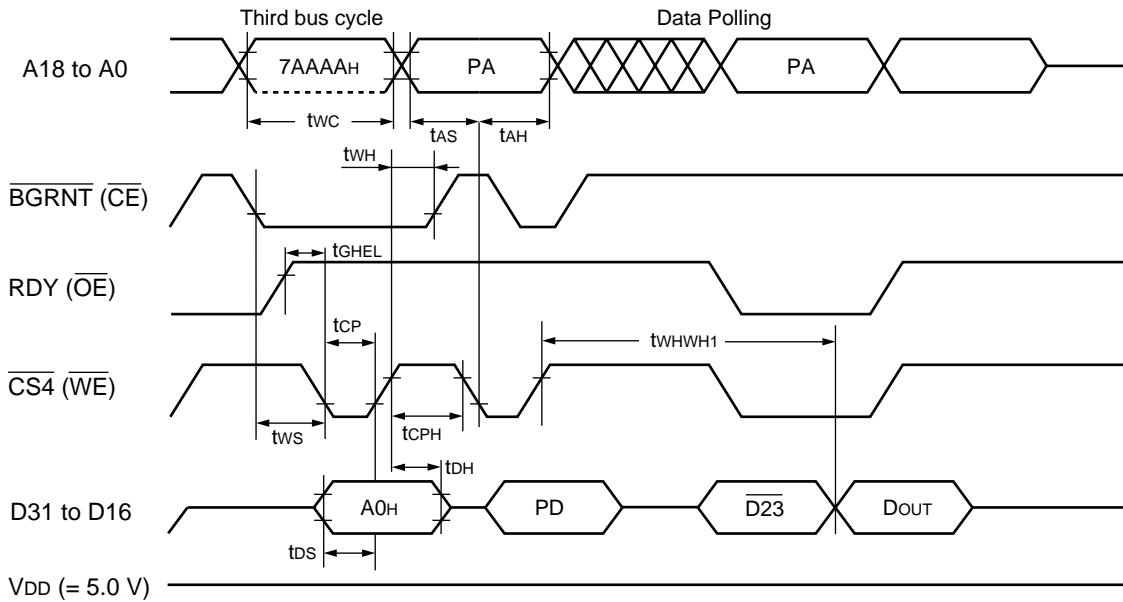 Third bus cycle
Data Polling
A18 to A0
7AAAAH
PA
PA
tWC
tAS
tAH
tWH
BGRNT (CE)
tGHEL
RDY (OE)
tCP
tWHWH1
CS4 (WE)
tWS
tCPH
tDH
D31 to D16
A0H
PD
D23
DOUT
tDS
VDD (= 5.0 V)